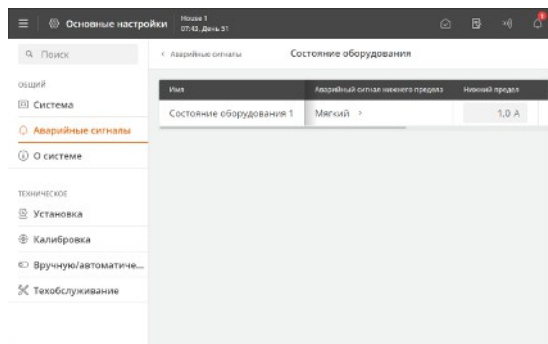 Основные настройки
House 1
07:43, День 51
Поиск
Аварийные сигналы
Состояние оборудования
ОБЩИЙ
Система
Аварийные сигналы
О системе
ТЕХНИЧЕСКОЕ
Установка
Калибровка
Вручную/автоматиче...
Техобслуживание
Имя
Аварийный сигнал нижнего предела
Нижний предел
Состояние оборудования 1
Мягкий
1,0 A